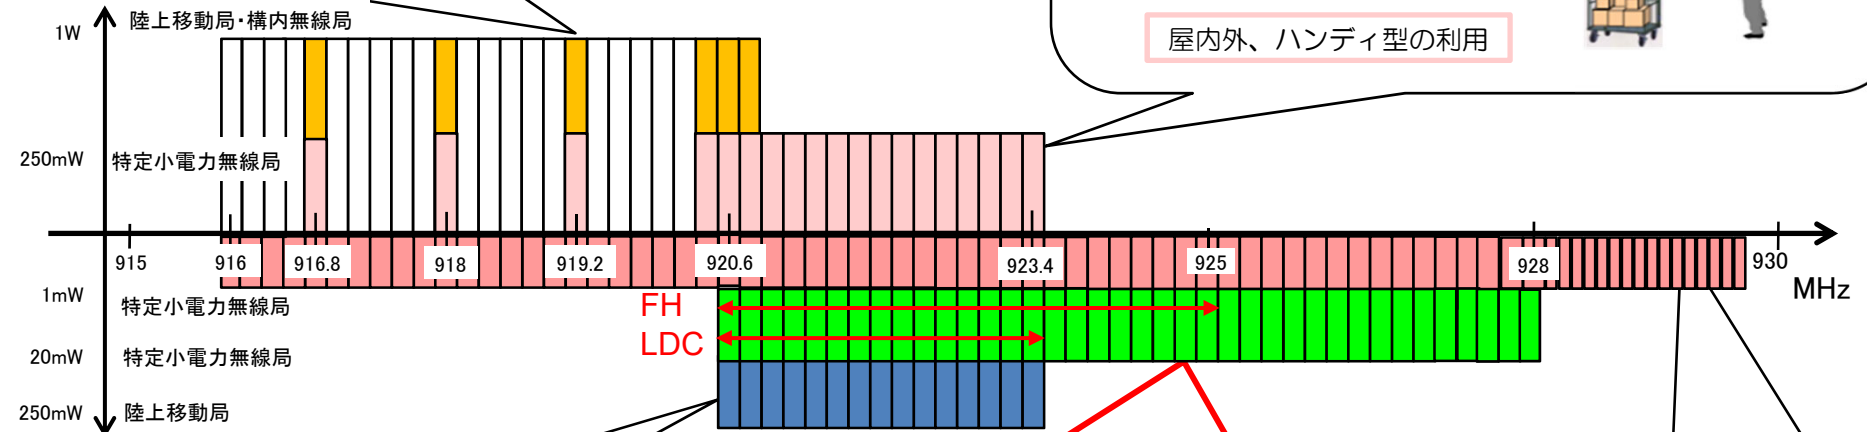 1W
陸上移動局・構内無線局
屋内外、ハンディ型の利用
250mW
特定小電力無線局
915
916
916.8
918
919.2
920.6
923.4
925
928
930
MHz
1mW
特定小電力無線局
FH
LDC
20mW
特定小電力無線局
250mW
陸上移動局